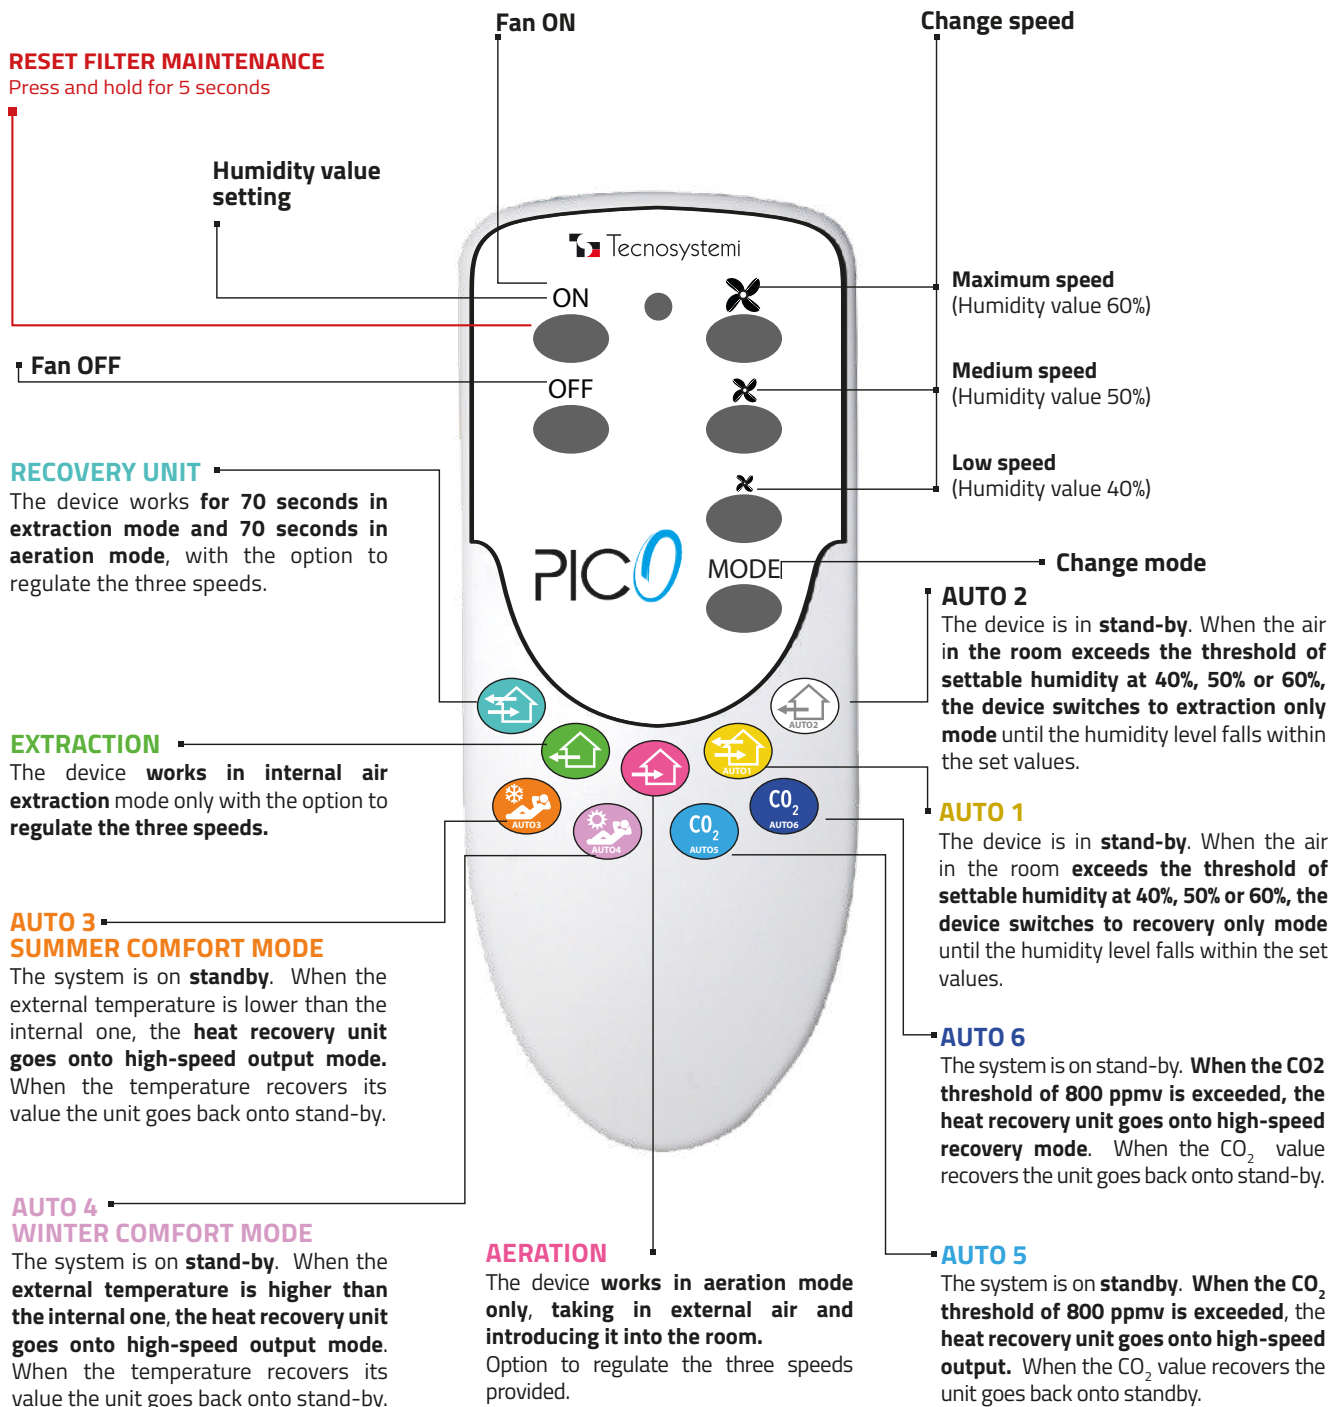 Fan ON
Change speed
RESET FILTER MAINTENANCE
Press and hold for 5 seconds
Humidity value
setting
Fan OFF
Tecnosystemi
ON
OFF
MODE
PICO
Maximum speed
(Humidity value 60%)
Medium speed
(Humidity value 50%)
Low speed
(Humidity value 40%)
Change mode
RECOVERY UNIT
The device works for 70 seconds in
extraction mode and 70 seconds in
aeration mode, with the option to
regulate the three speeds.
AUTO 2
The device is in stand-by. When the air
in the room exceeds the threshold of
settable humidity at 40%, 50% or 60%,
the device switches to extraction only
mode until the humidity level falls within
the set values.
EXTRACTION
The device works in internal air
extraction mode only with the option to
regulate the three speeds.
AUTO2
AUTO1
AUTO3
AUTO4
CO2
AUTO5
CO2
AUTO6
AUTO 1
The device is in stand-by. When the air
in the room exceeds the threshold of
settable humidity at 40%, 50% or 60%, the
device switches to recovery only mode
until the humidity level falls within the set
values.
AUTO 3
SUMMER COMFORT MODE
The system is on standby. When the
external temperature is lower than the
internal one, the heat recovery unit
goes onto high-speed output mode.
When the temperature recovers its
value the unit goes back onto stand-by.
AUTO 6
The system is on stand-by. When the CO2
threshold of 800 ppmv is exceeded, the
heat recovery unit goes onto high-speed
recovery mode. When the CO2 value
recovers the unit goes back onto stand-by.
AUTO 4
WINTER COMFORT MODE
The system is on stand-by. When the
external temperature is higher than
the internal one, the heat recovery unit
goes onto high-speed output mode.
When the temperature recovers its
value the unit goes back onto stand-by.
AERATION
The device works in aeration mode
only, taking in external air and
introducing it into the room.
Option to regulate the three speeds
provided.
AUTO 5
The system is on standby. When the CO2
threshold of 800 ppmv is exceeded, the
heat recovery unit goes onto high-speed
output. When the CO2 value recovers the
unit goes back onto standby.